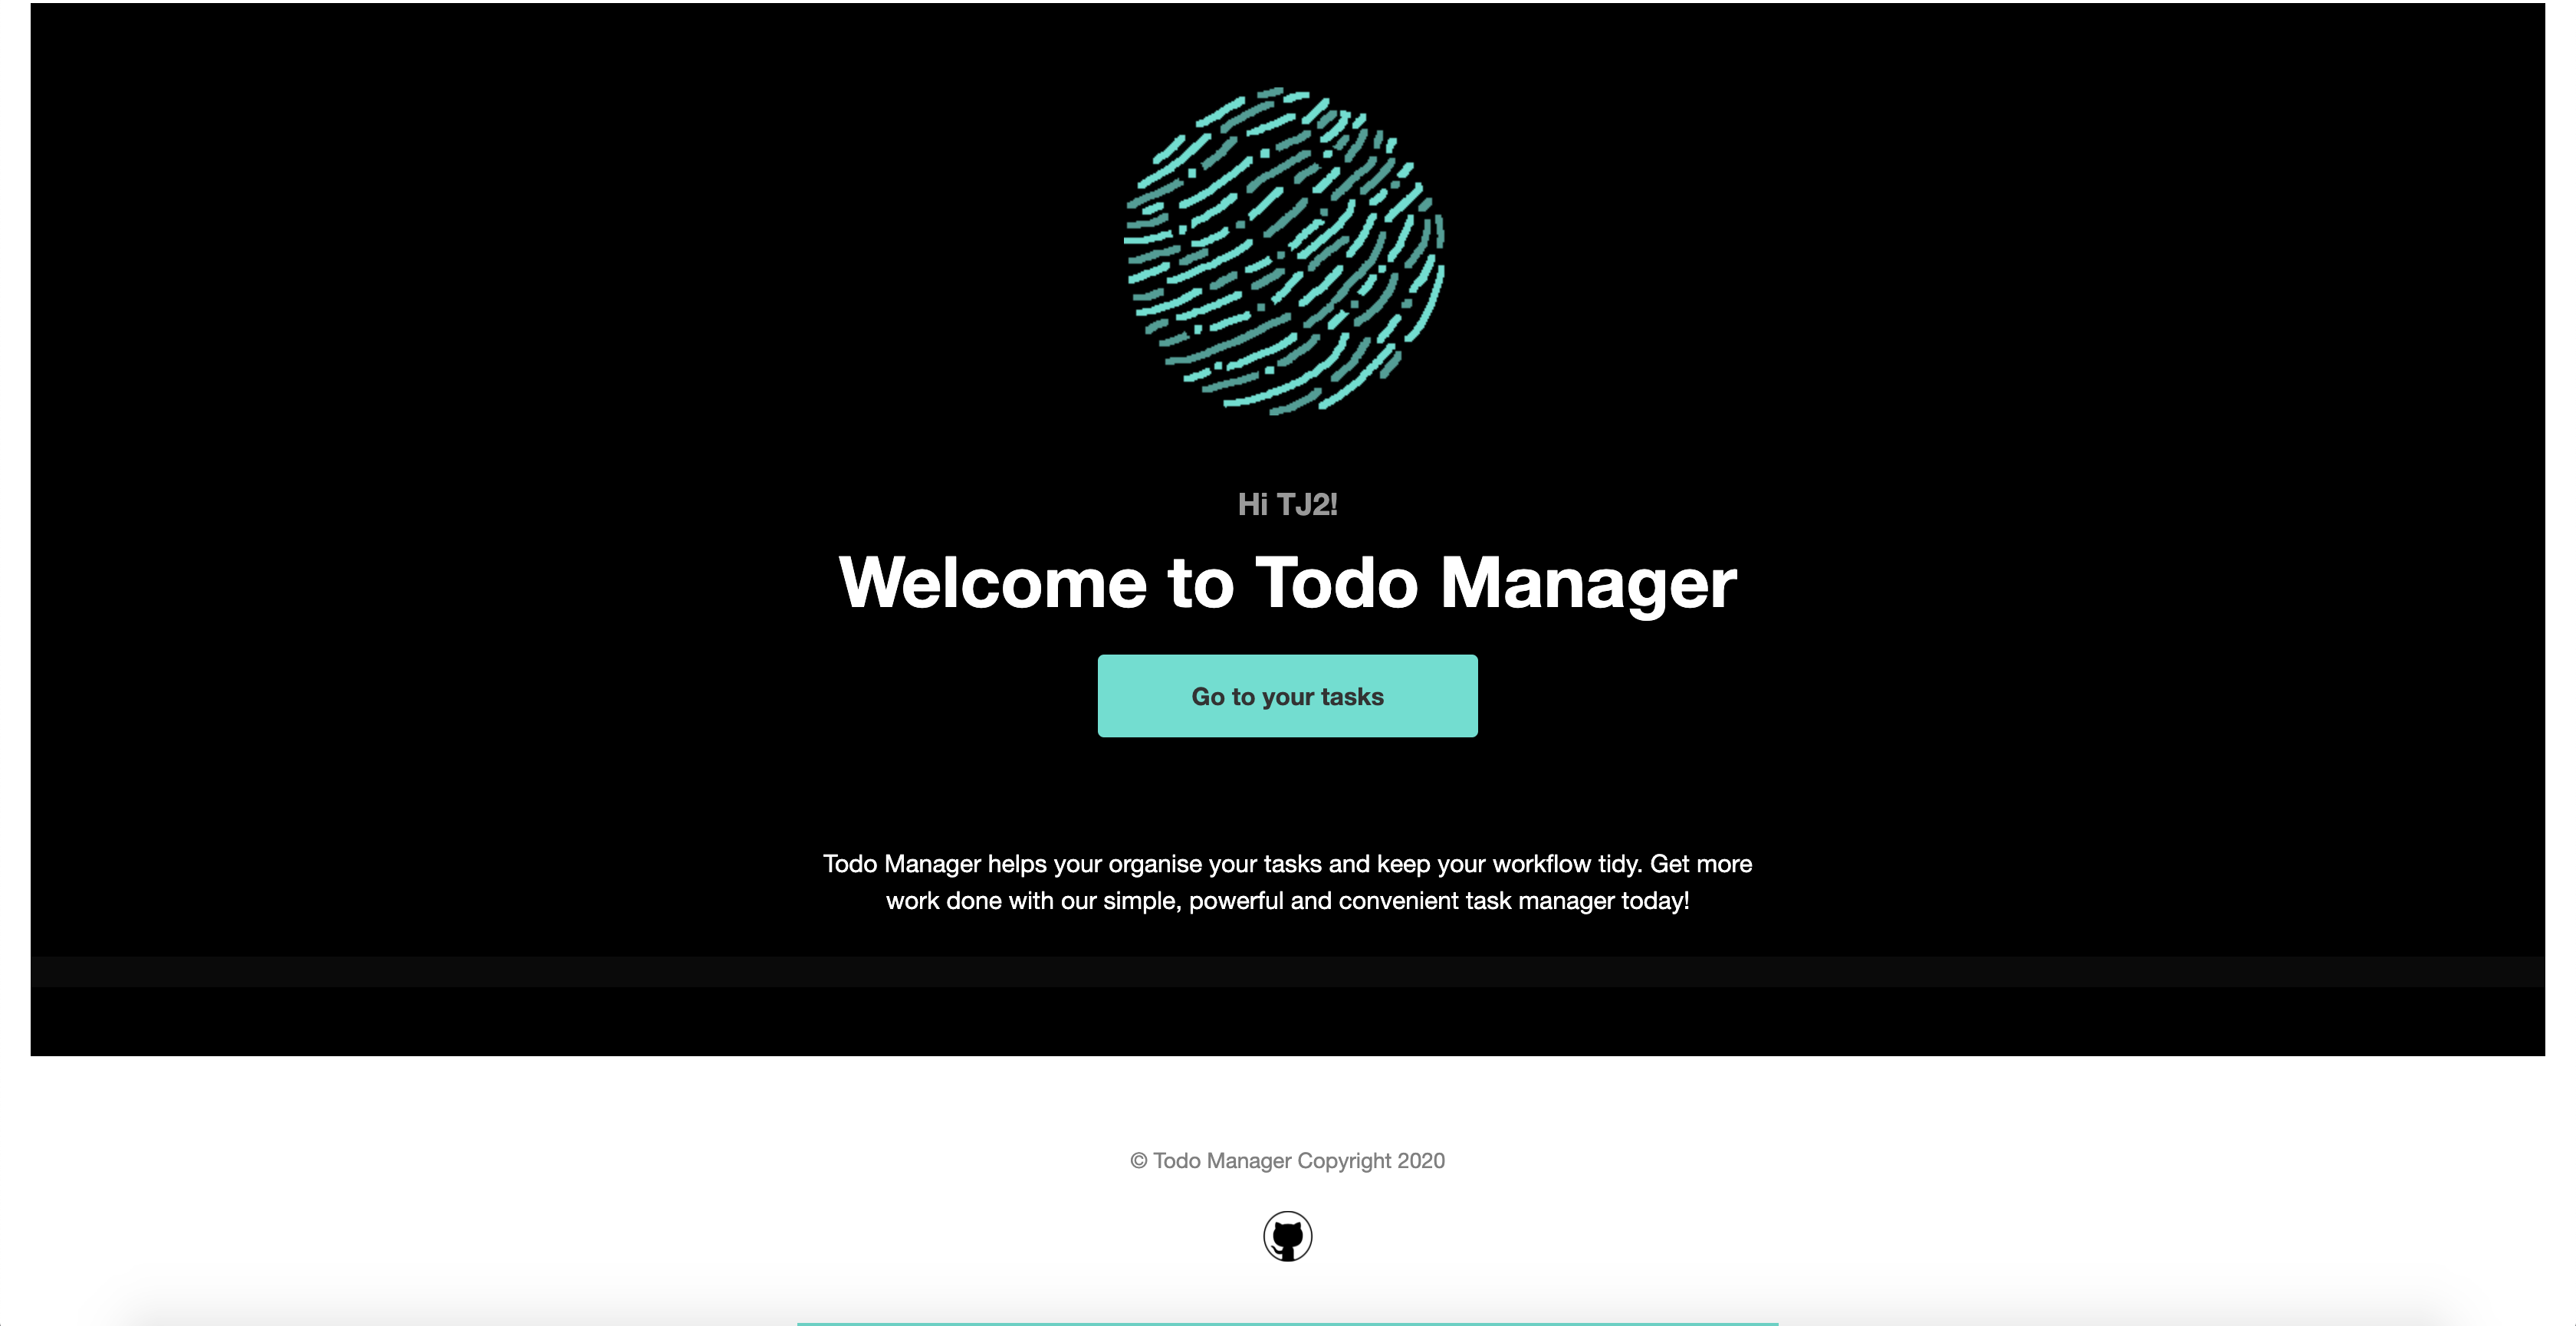 Hi TJ2!
Welcome to Todo Manager
Go to your tasks
Todo Manager helps your organise your tasks and keep your workflow tidy. Get more
work done with our simple, powerful and convenient task manager today!
© Todo Manager Copyright 2020